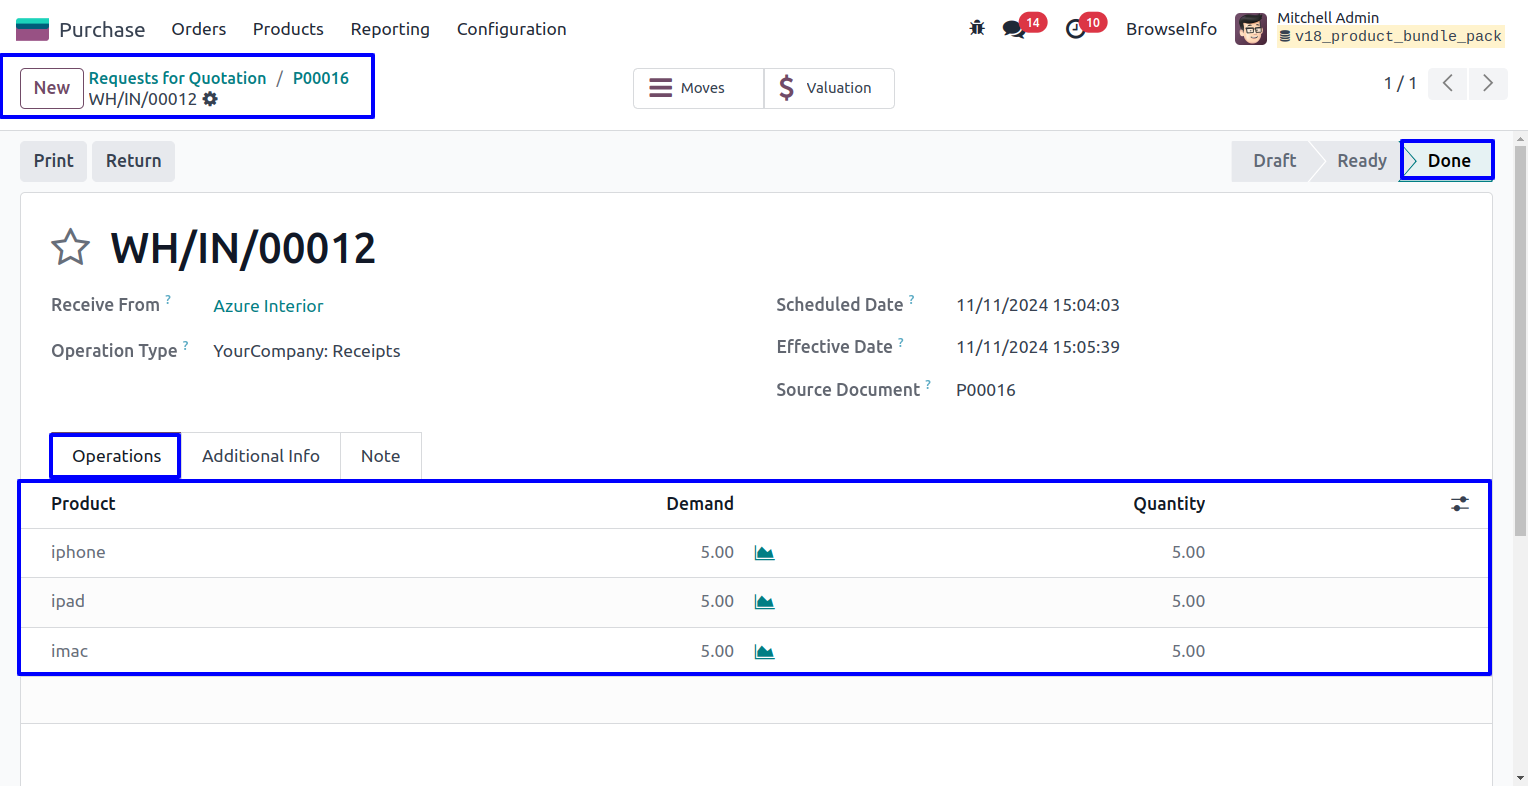 Purchase Orders Products Reporting Configuration 14 10 BrowseInfo Mitchell Admin
v18_product_bundle_pack
New Requests for Quotation / P00016
WH/IN/00012
Moves $ Valuation 1 / 1
Print Return Draft Ready Done
WH/IN/00012
Receive From ? Azure Interior Scheduled Date ? 11/11/2024 15:04:03
Operation Type ? YourCompany: Receipts Effective Date ? 11/11/2024 15:05:39
Source Document ? P00016
Operations Additional Info Note
Product Demand Quantity
iphone 5.00 5.00
ipad 5.00 5.00
imac 5.00 5.00